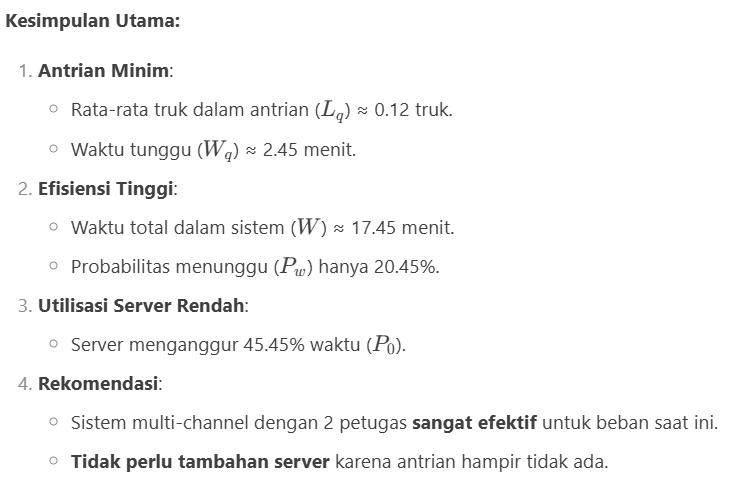 Kesimpulan Utama:
1. Antrian Minim:
○ Rata-rata truk dalam antrian (L_q) ≈ 0.12 truk.
○ Waktu tunggu (W_q) ≈ 2.45 menit.
2. Efisiensi Tinggi:
○ Waktu total dalam sistem (W) ≈ 17.45 menit.
○ Probabilitas menunggu (P_w) hanya 20.45%.
3. Utilisasi Server Rendah:
○ Server menganggur 45.45% waktu (P_0).
4. Rekomendasi:
○ Sistem multi-channel dengan 2 petugas sangat efektif untuk beban saat ini.
○ Tidak perlu tambahan server karena antrian hampir tidak ada.